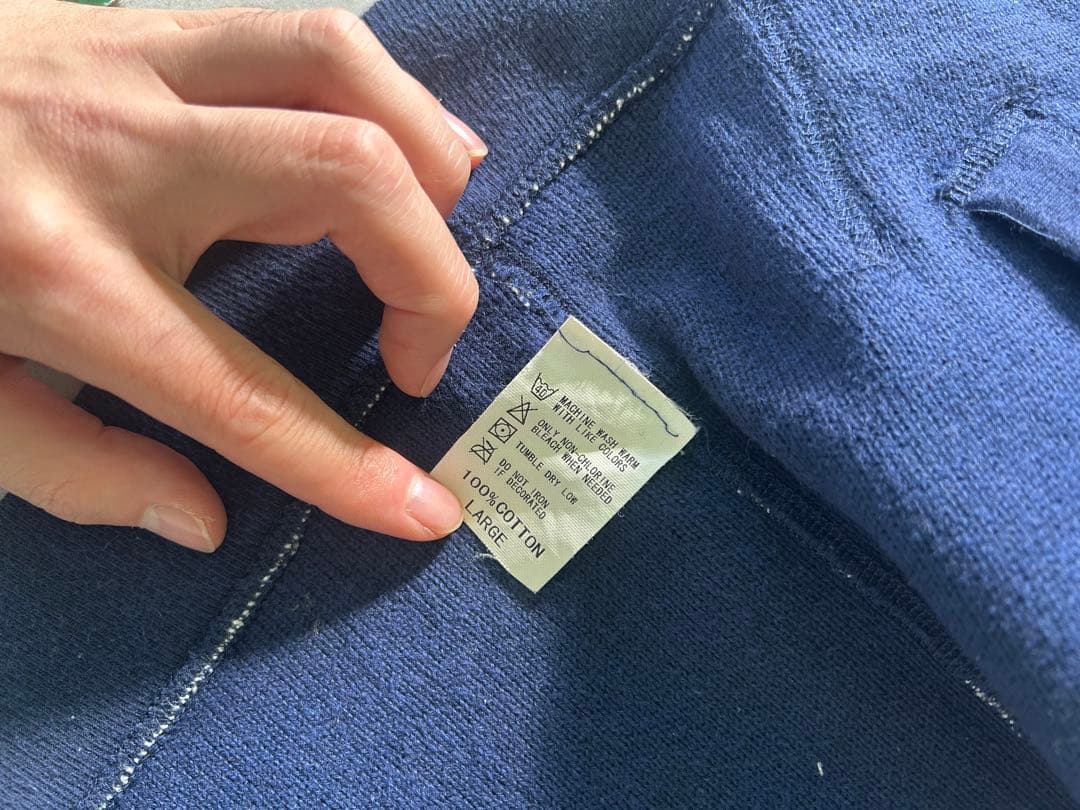 40
MACHINE WASH WARM
WITH LIKE COLORS
ONLY NON-CHLORINE
BLEACH WHEN NEEDED
TUMBLE DRY LOW
DO NOT IRON
IF DECORATED
100%COTTON
LARGE